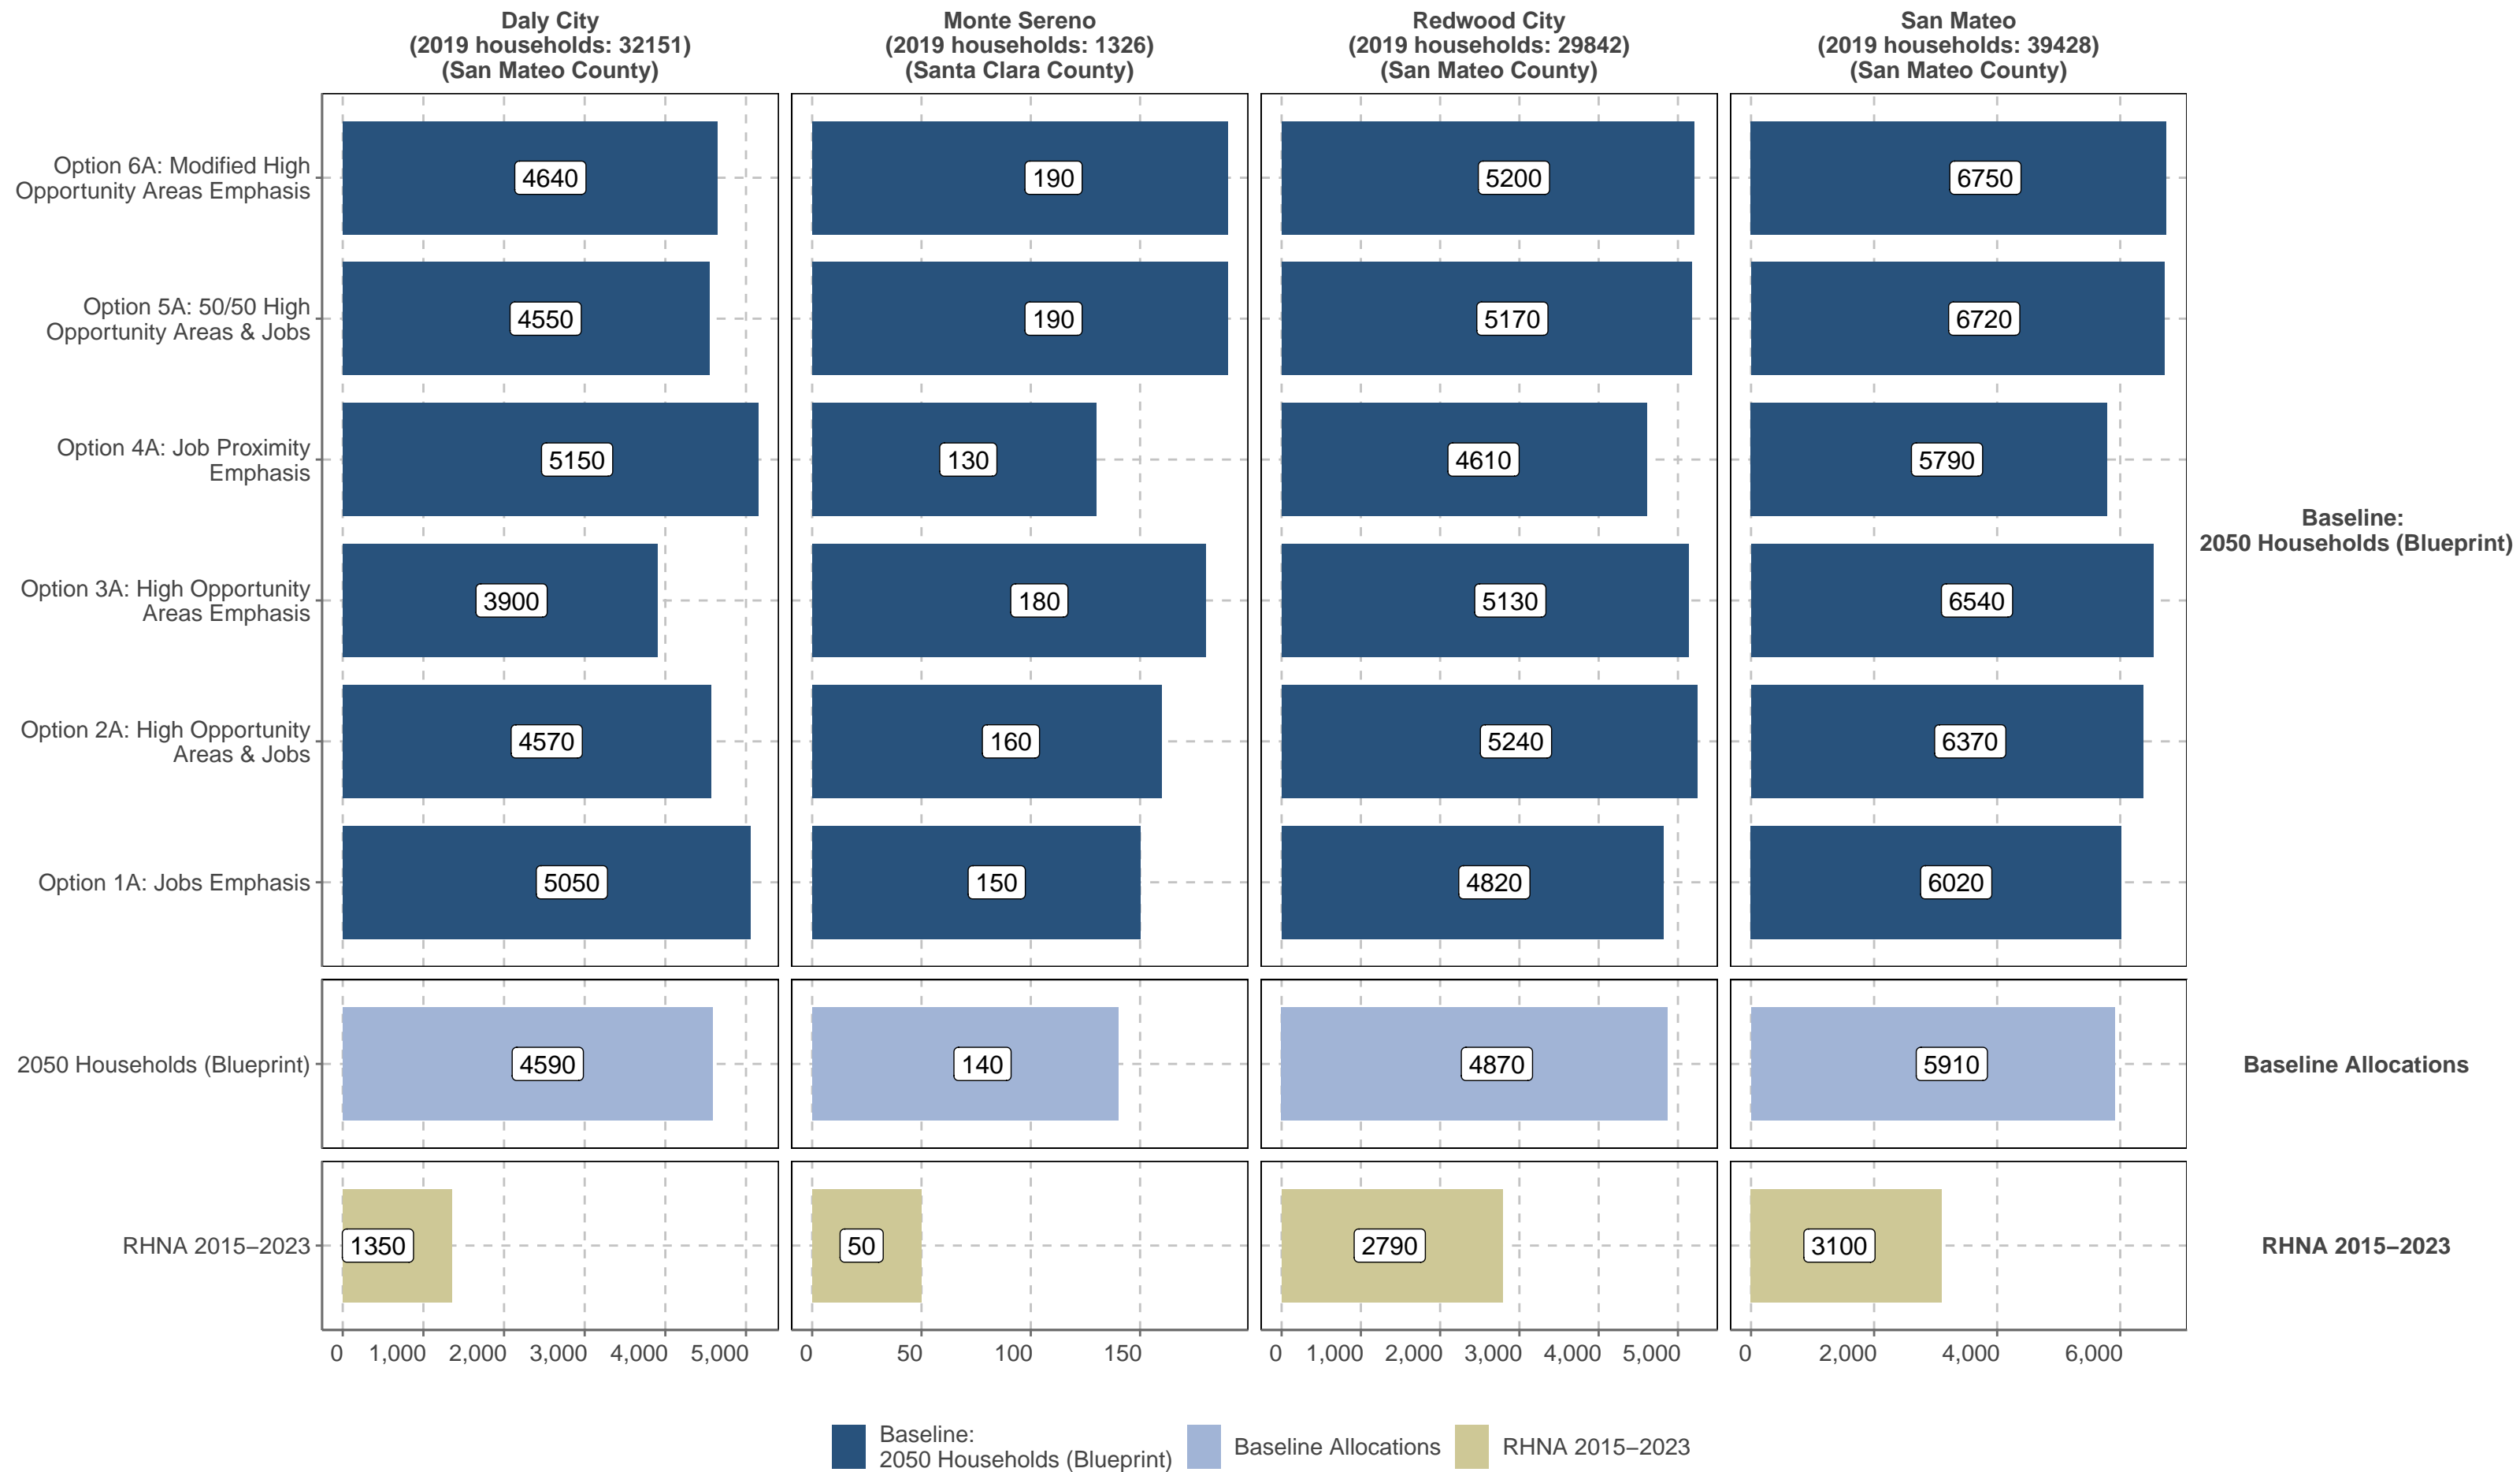 Daly City
(2019 households: 32151)
(San Mateo County)
Monte Sereno
(2019 households: 1326)
(Santa Clara County)
Redwood City
(2019 households: 29842)
(San Mateo County)
San Mateo
(2019 households: 39428)
(San Mateo County)
Option 6A: Modified High
Opportunity Areas Emphasis
4640
190
5200
6750
Option 5A: 50/50 High
Opportunity Areas & Jobs
4550
190
5170
6720
Option 4A: Job Proximity
Emphasis
5150
130
4610
5790
Baseline:
2050 Households (Blueprint)
Option 3A: High Opportunity
Areas Emphasis
3900
180
5130
6540
Option 2A: High Opportunity
Areas & Jobs
4570
160
5240
6370
Option 1A: Jobs Emphasis
5050
150
4820
6020
2050 Households (Blueprint)
4590
140
4870
5910
Baseline Allocations
RHNA 2015−2023
1350
50
2790
3100
RHNA 2015−2023
0 1,000 2,000 3,000 4,000 5,000
0 50 100 150
0 1,000 2,000 3,000 4,000 5,000
0 2,000 4,000 6,000
Baseline:
2050 Households (Blueprint)
Baseline Allocations
RHNA 2015−2023